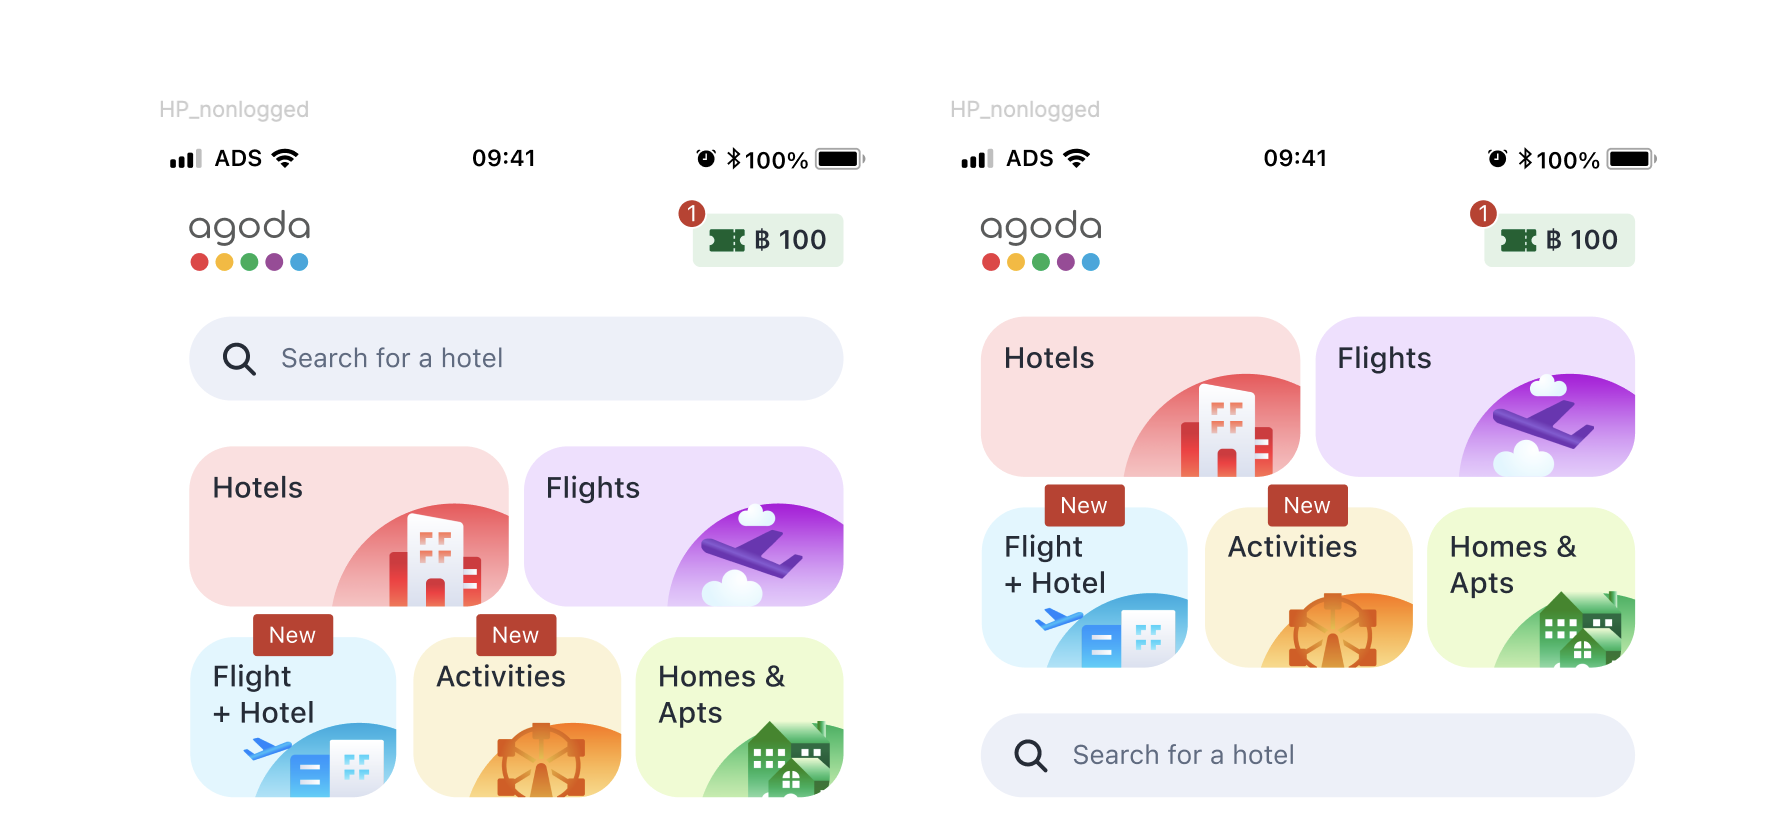 HP_nonlogged
ADS
09:41
100%
agoda
1
฿ 100
Search for a hotel
Hotels
Flights
New
New
Flight
+ Hotel
Activities
Homes &
Apts
HP_nonlogged
ADS
09:41
100%
agoda
1
฿ 100
Hotels
Flights
New
New
Flight
+ Hotel
Activities
Homes &
Apts
Search for a hotel